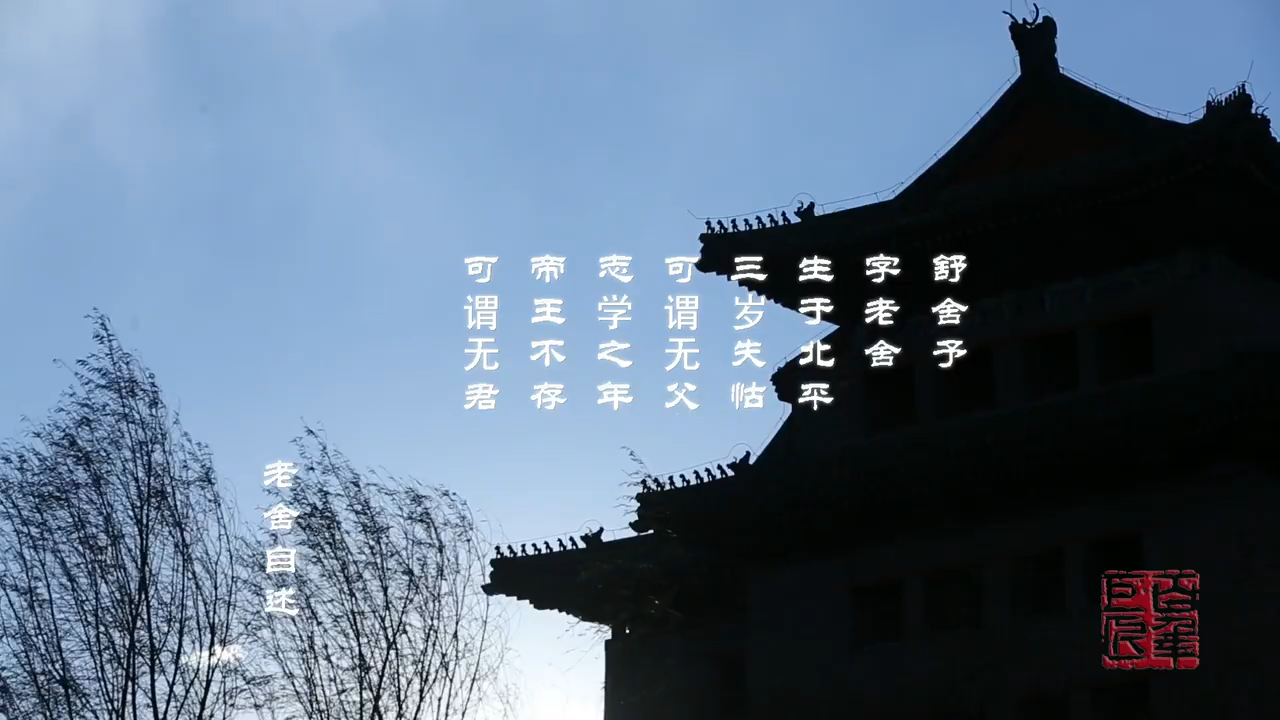 舒舍予
字老舍
生于北平
三岁失怙
可谓无父
志学之年
帝王不存
可谓无君
老舍自述